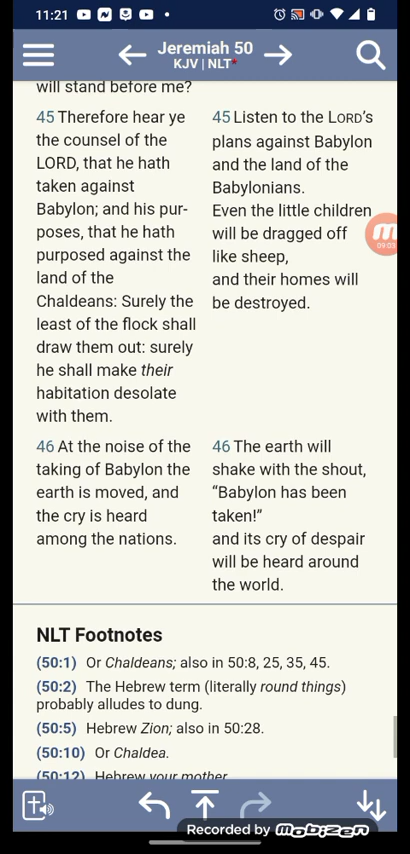 11:21
Jeremiah 50
KJV | NLT*
will stand before me?
45 Therefore hear ye
the counsel of the
LORD, that he hath
taken against
Babylon; and his pur-
poses, that he hath
purposed against the
land of the
Chaldeans: Surely the
least of the flock shall
draw them out: surely
he shall make their
habitation desolate
with them.
45 Listen to the LORD’s
plans against Babylon
and the land of the
Babylonians.
Even the little children
will be dragged off
like sheep,
and their homes will
be destroyed.
09:03
46 At the noise of the
taking of Babylon the
earth is moved, and
the cry is heard
among the nations.
46 The earth will
shake with the shout,
“Babylon has been
taken!”
and its cry of despair
will be heard around
the world.
NLT Footnotes
(50:1) Or Chaldeans; also in 50:8, 25, 35, 45.
(50:2) The Hebrew term (literally round things)
probably alludes to dung.
(50:5) Hebrew Zion; also in 50:28.
(50:10) Or Chaldea.
(50:12) Hebrew your mother
Recorded by mobizen